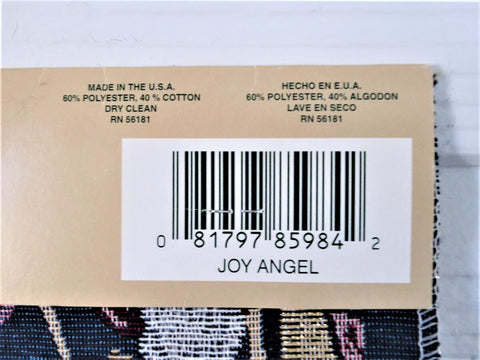 MADE IN THE U.S.A.
60% POLYESTER, 40 % COTTON
DRY CLEAN
RN 56181
HECHO EN E.U.A.
60% POLYESTER, 40% ALGODON
LAVE EN SECO
RN 56181
0 81797 85984 2
JOY ANGEL